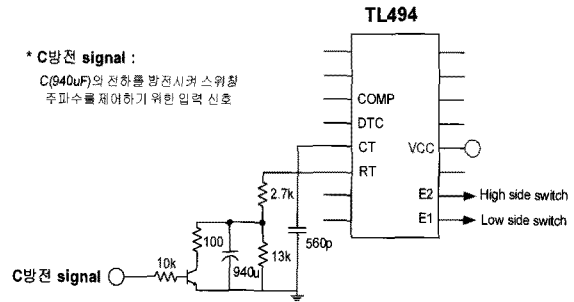 TL494
* C방전 signal :
C(940uF)의 전하를 방전시켜 스위칭
주파수를 제어하기 위한 입력 신호
COMP
DTC
CT
VCC
RT
2.7k
E2
High side switch
E1
Low side switch
100
13k
560p
940u
10k
C방전 signal